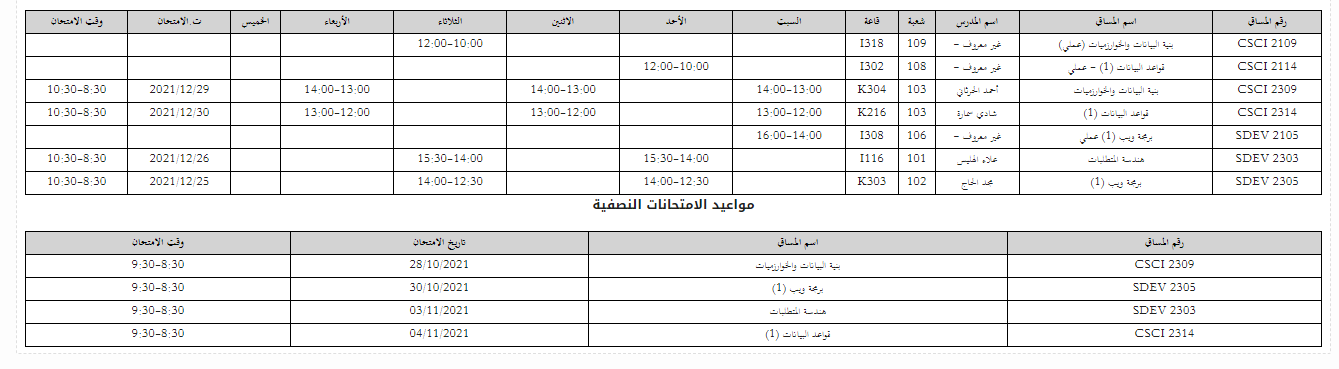 رقم المساق اسم المساق اسم المدرس شعبة قاعة السبت الأحد الاثنين الثلاثاء الأربعاء الخميس ت.الامتحان وقت الامتحان
CSCI 2109 بنية البيانات والخوارزميات (عملي) غير معروف - 109 I318 12:00-10:00
CSCI 2114 قواعد البيانات (1) - عملي غير معروف - 108 I302 12:00-10:00
CSCI 2309 بنية البيانات والخوارزميات أحمد الحرثاني 103 K304 14:00-13:00 14:00-13:00 14:00-13:00 2021/12/29 10:30-8:30
CSCI 2314 قواعد البيانات (1) شادي سمارة 103 K216 13:00-12:00 13:00-12:00 13:00-12:00 2021/12/30 10:30-8:30
SDEV 2105 برمجة ويب (1) عملي غير معروف - 106 I308 16:00-14:00
SDEV 2303 هندسة المتطلبات علاء الهليس 101 I116 15:30-14:00 15:30-14:00 2021/12/26 10:30-8:30
SDEV 2305 برمجة ويب (1) محمد الحاج 102 K303 14:00-12:30 14:00-12:30 2021/12/25 10:30-8:30
مواعيد الامتحانات النصفية
رقم المساق اسم المساق تاريخ الامتحان وقت الامتحان
CSCI 2309 بنية البيانات والخوارزميات 28/10/2021 9:30-8:30
SDEV 2305 برمجة ويب (1) 30/10/2021 9:30-8:30
SDEV 2303 هندسة المتطلبات 03/11/2021 9:30-8:30
CSCI 2314 قواعد البيانات (1) 04/11/2021 9:30-8:30